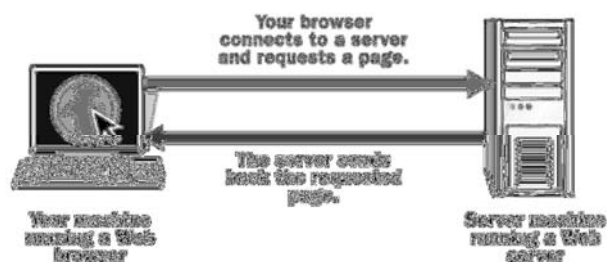 Your browser
connects to a server
and requests a page.
The server sends
back the requested
page.
Your machine
running a Web
browser
Server machine
running a Web
server